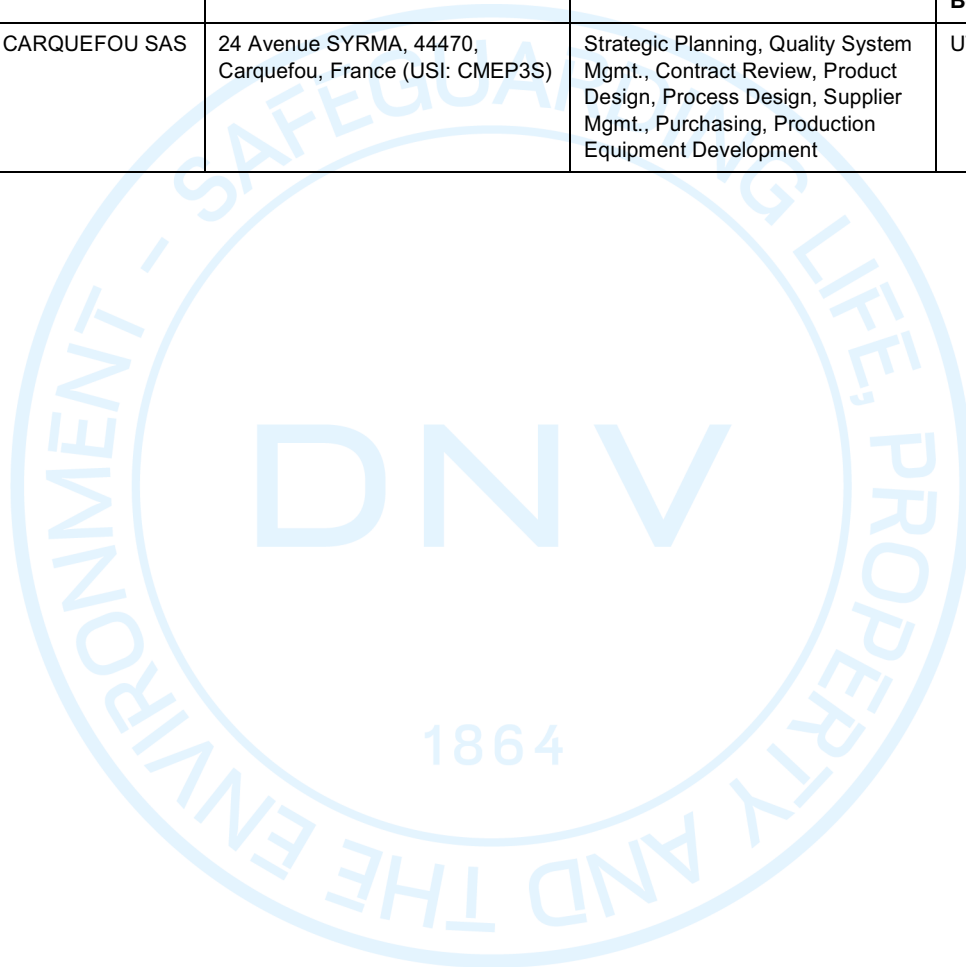 B
CARQUEFOU SAS
24 Avenue SYRMA, 44470,
Carquefou, France (USI: CMEP3S)
Strategic Planning, Quality System
Mgmt., Contract Review, Product
Design, Process Design, Supplier
Mgmt., Purchasing, Production
Equipment Development
U
SAFEGUARDING LIFE, PROPERTY AND THE ENVIRONMENT -
DNV
1864